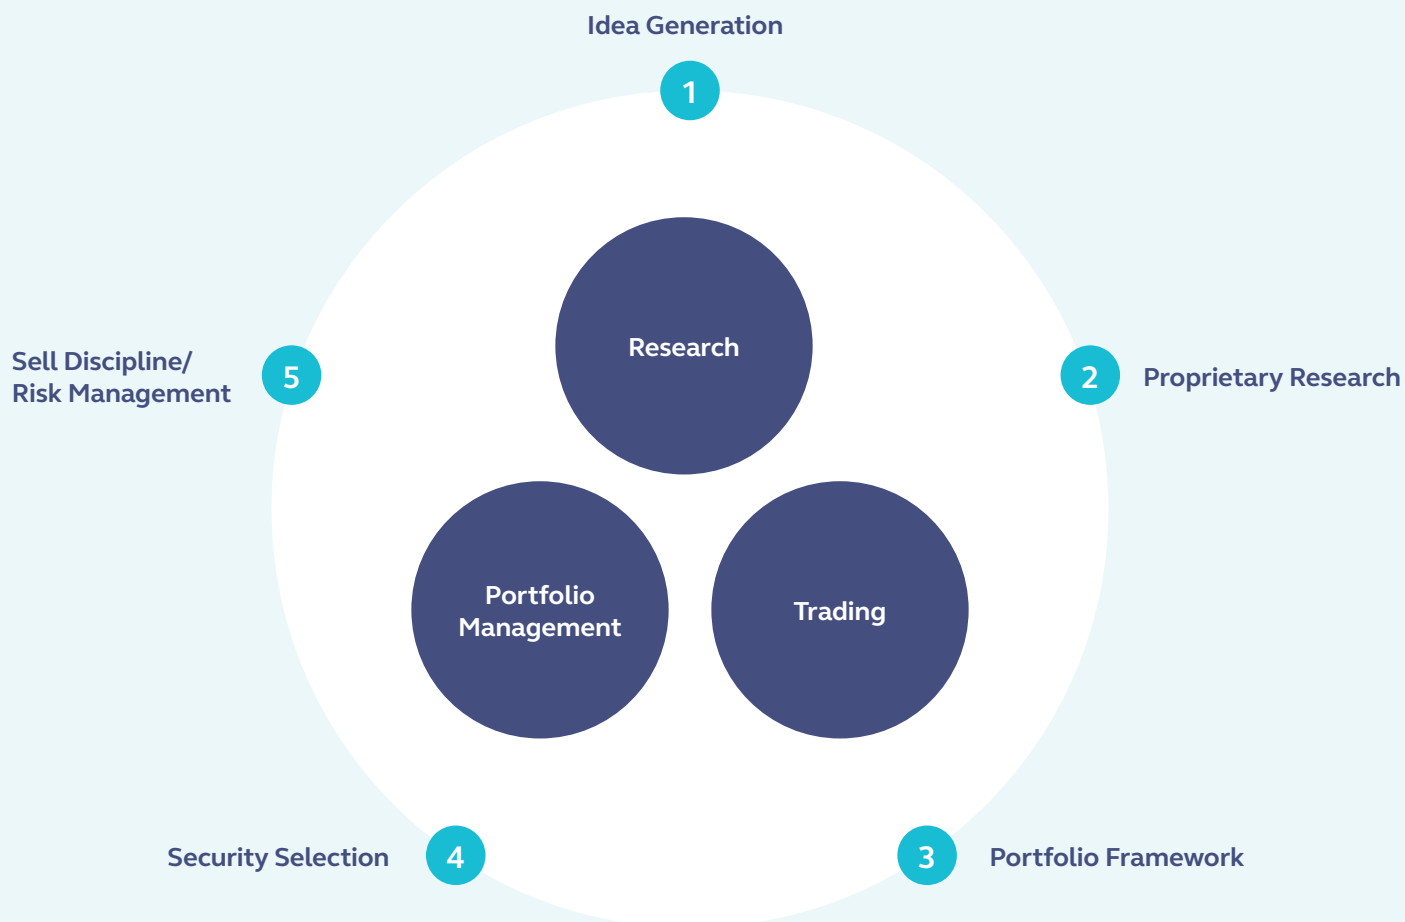 Idea Generation
1
Research
Sell Discipline/
Risk Management
5
2
Proprietary Research
Portfolio
Management
Trading
Security Selection
4
3
Portfolio Framework